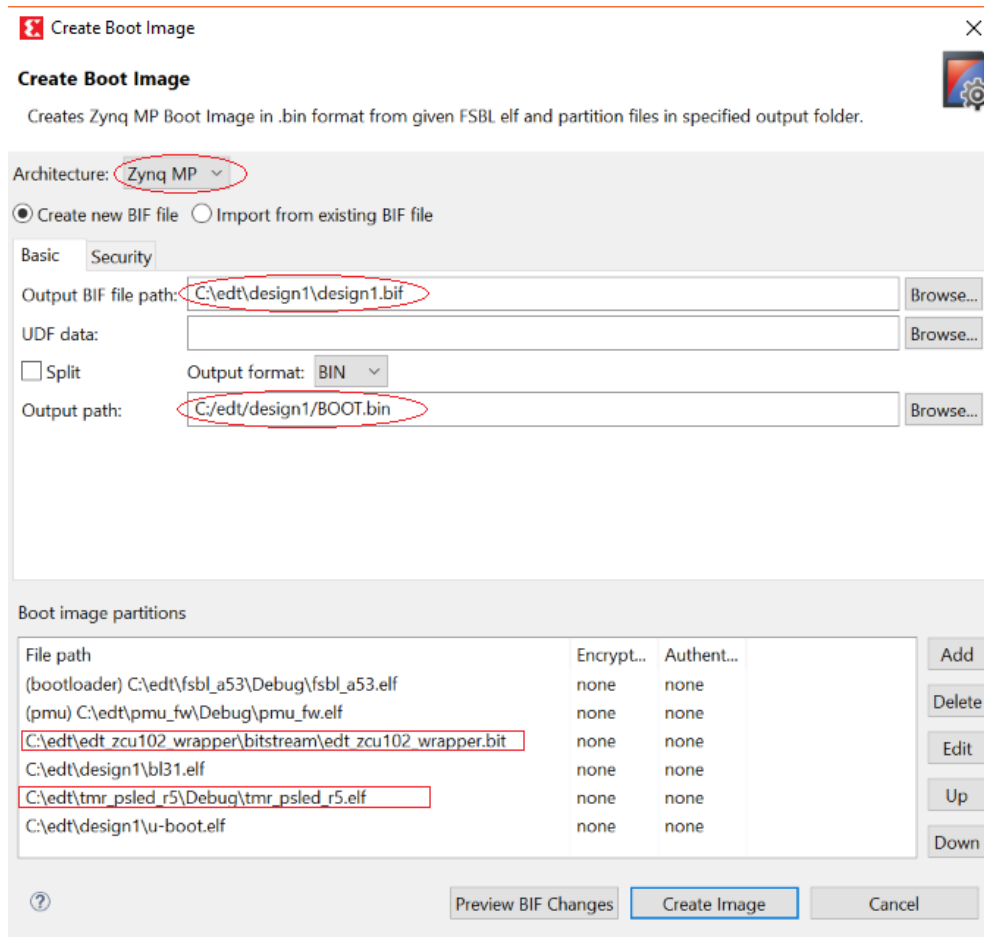 Create Boot Image
Create Boot Image
Creates Zynq MP Boot Image in .bin format from given FSBL elf and partition files in specified output folder.
Architecture: Zynq MP
Create new BIF file Import from existing BIF file
Basic Security
Output BIF file path: C:\edt\design1\design1.bif Browse...
UDF data: Browse...
Split Output format: BIN
Output path: C:/edt/design1/BOOT.bin Browse...
Boot image partitions
File path Encrypt... Authent... Add
(bootloader) C:\edt\fsbl_a53\Debug\fsbl_a53.elf none none
Delete
(pmu) C:\edt\pmu_fw\Debug\pmu_fw.elf none none
C:\edt\edt_zcu102_wrapper\bitstream\edt_zcu102_wrapper.bit none none Edit
C:\edt\design1\bl31.elf none none
C:\edt\tmr_psled_r5\Debug\tmr_psled_r5.elf none none Up
C:\edt\design1\u-boot.elf none none
Down
? Preview BIF Changes Create Image Cancel